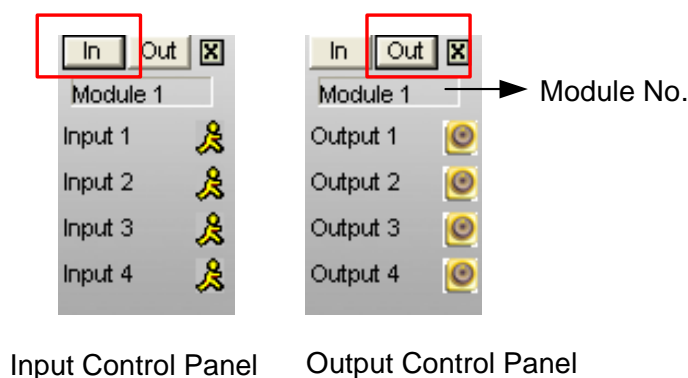 In Out X
Module 1
Input 1
Input 2
Input 3
Input 4
Input Control Panel
In Out X
Module 1
Output 1
Output 2
Output 3
Output 4
Output Control Panel
Module No.